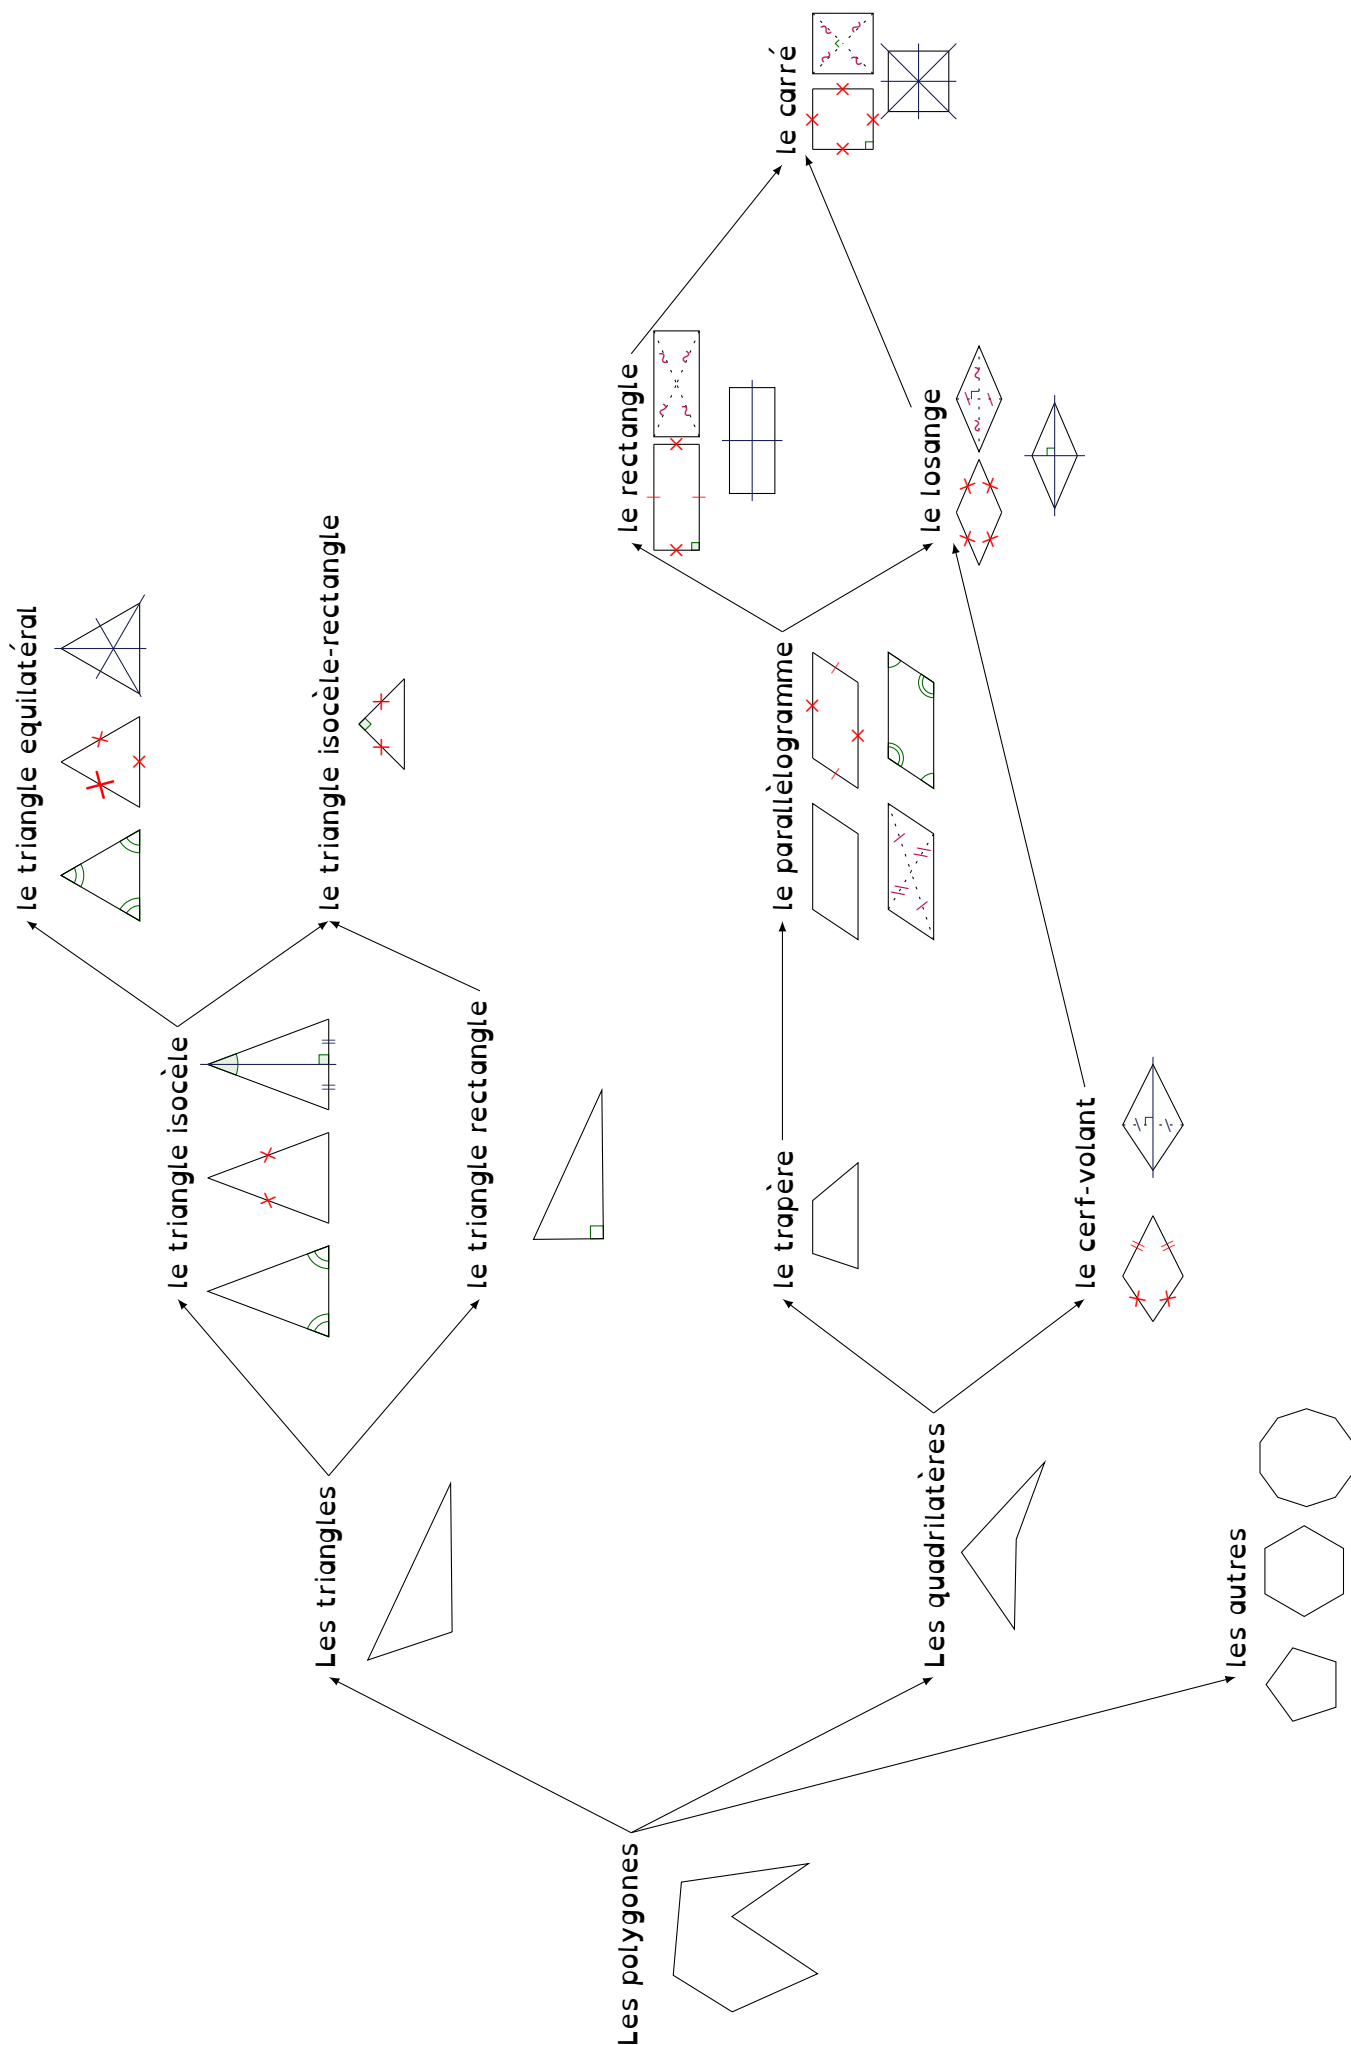 Les polygones
Les triangles
le triangle isocèle
le triangle equilatéral
le triangle isocèle-rectangle
le triangle rectangle
Les quadrilatères
le trapère
le parallèlogramme
le rectangle
le carré
le losange
le cerf-volant
les autres